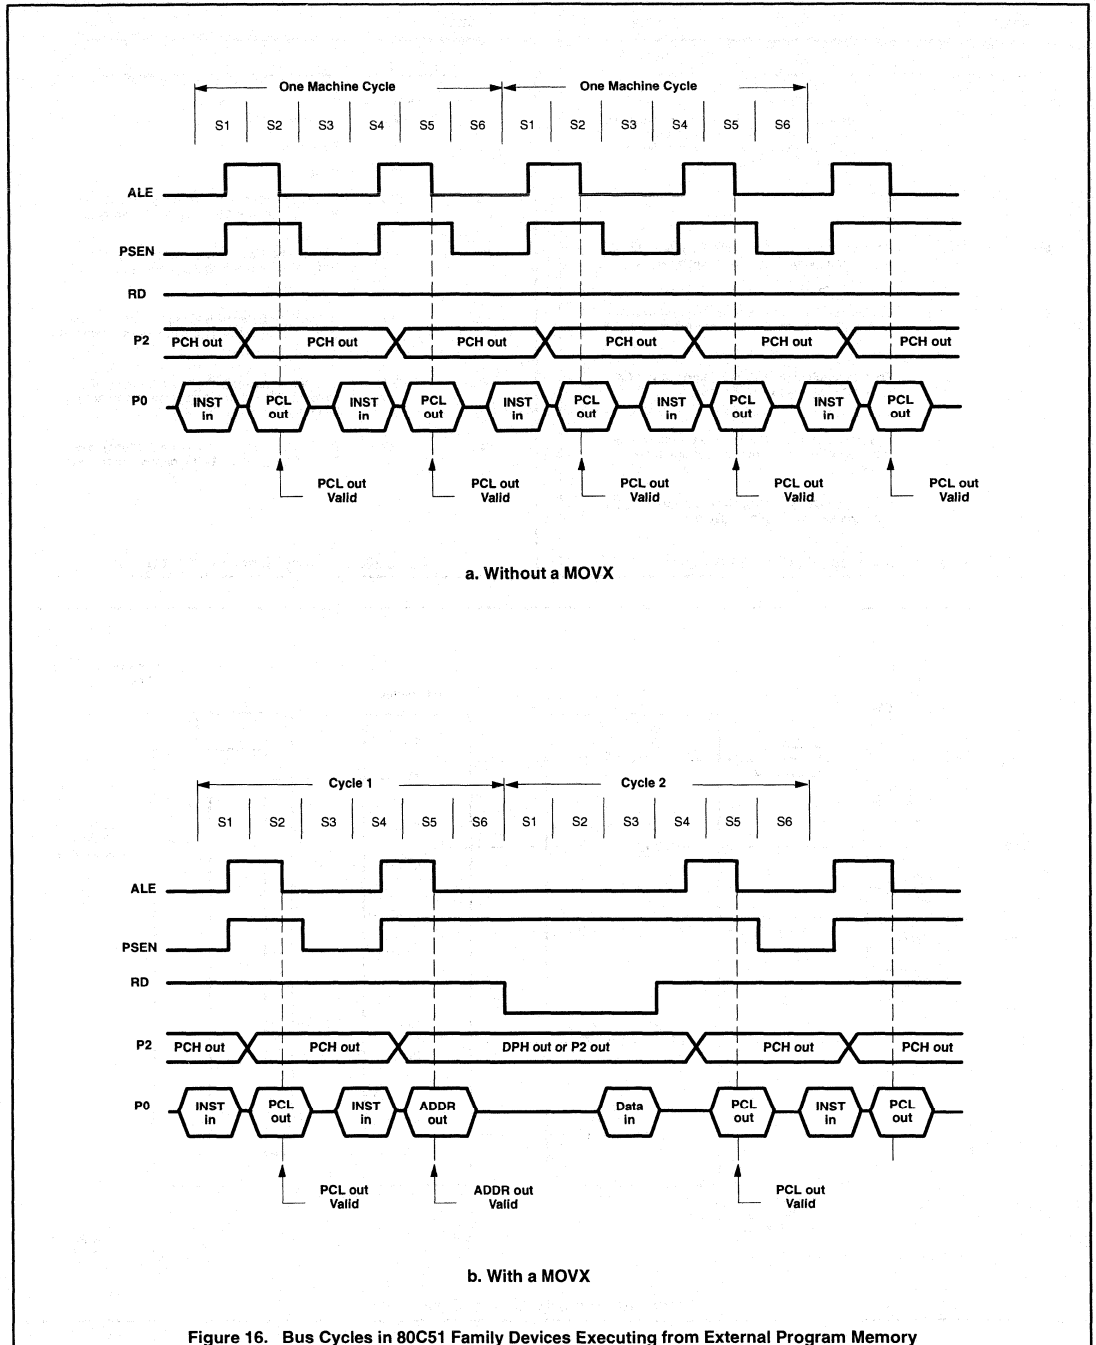 One Machine Cycle One Machine Cycle
S1 S2 S3 S4 S5 S6 S1 S2 S3 S4 S5 S6
ALE
PSEN
RD
P2 PCH out PCH out PCH out PCH out PCH out PCH out
P0 INST in PCL out INST in PCL out INST in PCL out INST in PCL out INST in PCL out
PCL out Valid PCL out Valid PCL out Valid PCL out Valid PCL out Valid
a. Without a MOVX
Cycle 1 Cycle 2
S1 S2 S3 S4 S5 S6 S1 S2 S3 S4 S5 S6
ALE
PSEN
RD
P2 PCH out PCH out DPH out or P2 out PCH out PCH out
P0 INST in PCL out INST in ADDR out Data in PCL out INST in PCL out
PCL out Valid ADDR out Valid PCL out Valid
b. With a MOVX
Figure 16. Bus Cycles in 80C51 Family Devices Executing from External Program Memory